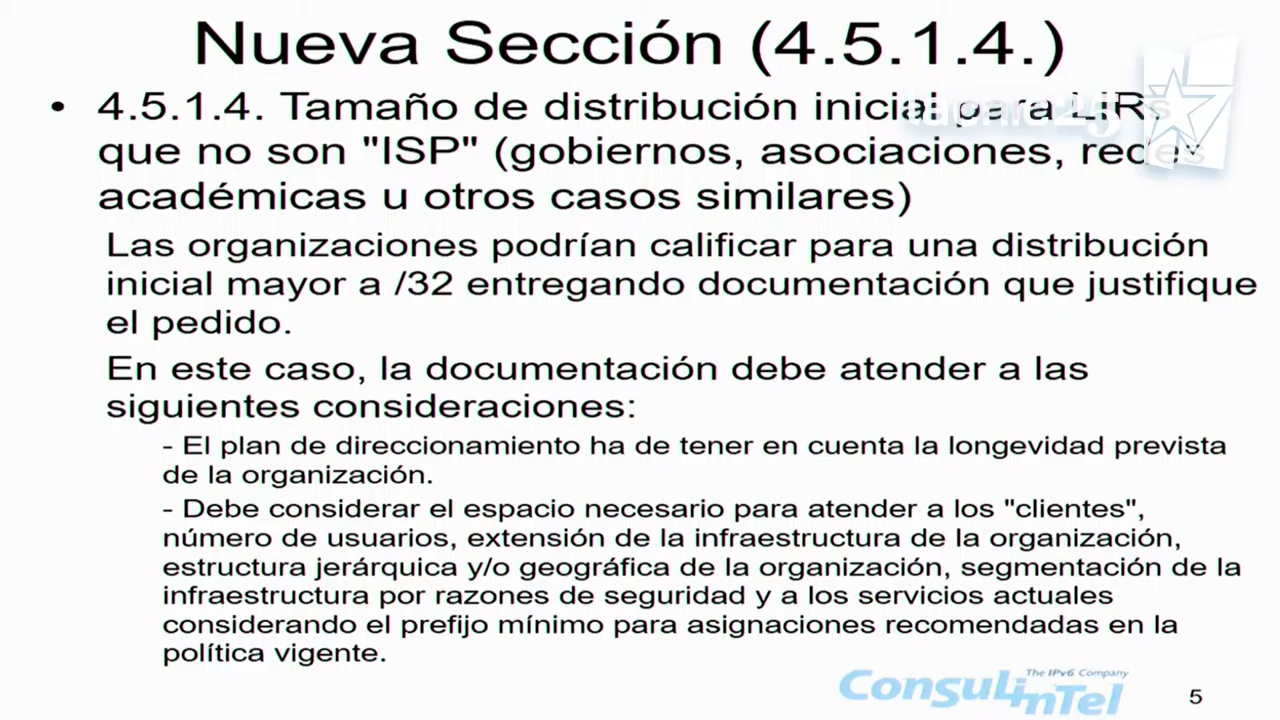 Nueva Sección (4.5.1.4.)
• 4.5.1.4. Tamaño de distribución inicial para LIRs
que no son "ISP" (gobiernos, asociaciones, redes
académicas u otros casos similares)
Las organizaciones podrían calificar para una distribución
inicial mayor a /32 entregando documentación que justifique
el pedido.
En este caso, la documentación debe atender a las
siguientes consideraciones:
- El plan de direccionamiento ha de tener en cuenta la longevidad prevista
de la organización.
- Debe considerar el espacio necesario para atender a los "clientes",
número de usuarios, extensión de la infraestructura de la organización,
estructura jerárquica y/o geográfica de la organización, segmentación de la
infraestructura por razones de seguridad y a los servicios actuales
considerando el prefijo mínimo para asignaciones recomendadas en la
política vigente.
The IPv6 Company
ConsulinTel
5